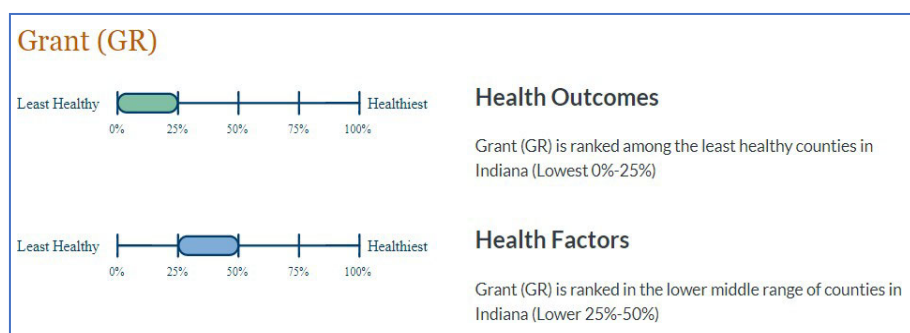 Grant (GR)
Least Healthy
Healthiest
0%
25%
50%
75%
100%
Health Outcomes
Grant (GR) is ranked among the least healthy counties in
Indiana (Lowest 0%-25%)
Least Healthy
Healthiest
0%
25%
50%
75%
100%
Health Factors
Grant (GR) is ranked in the lower middle range of counties in
Indiana (Lower 25%-50%)